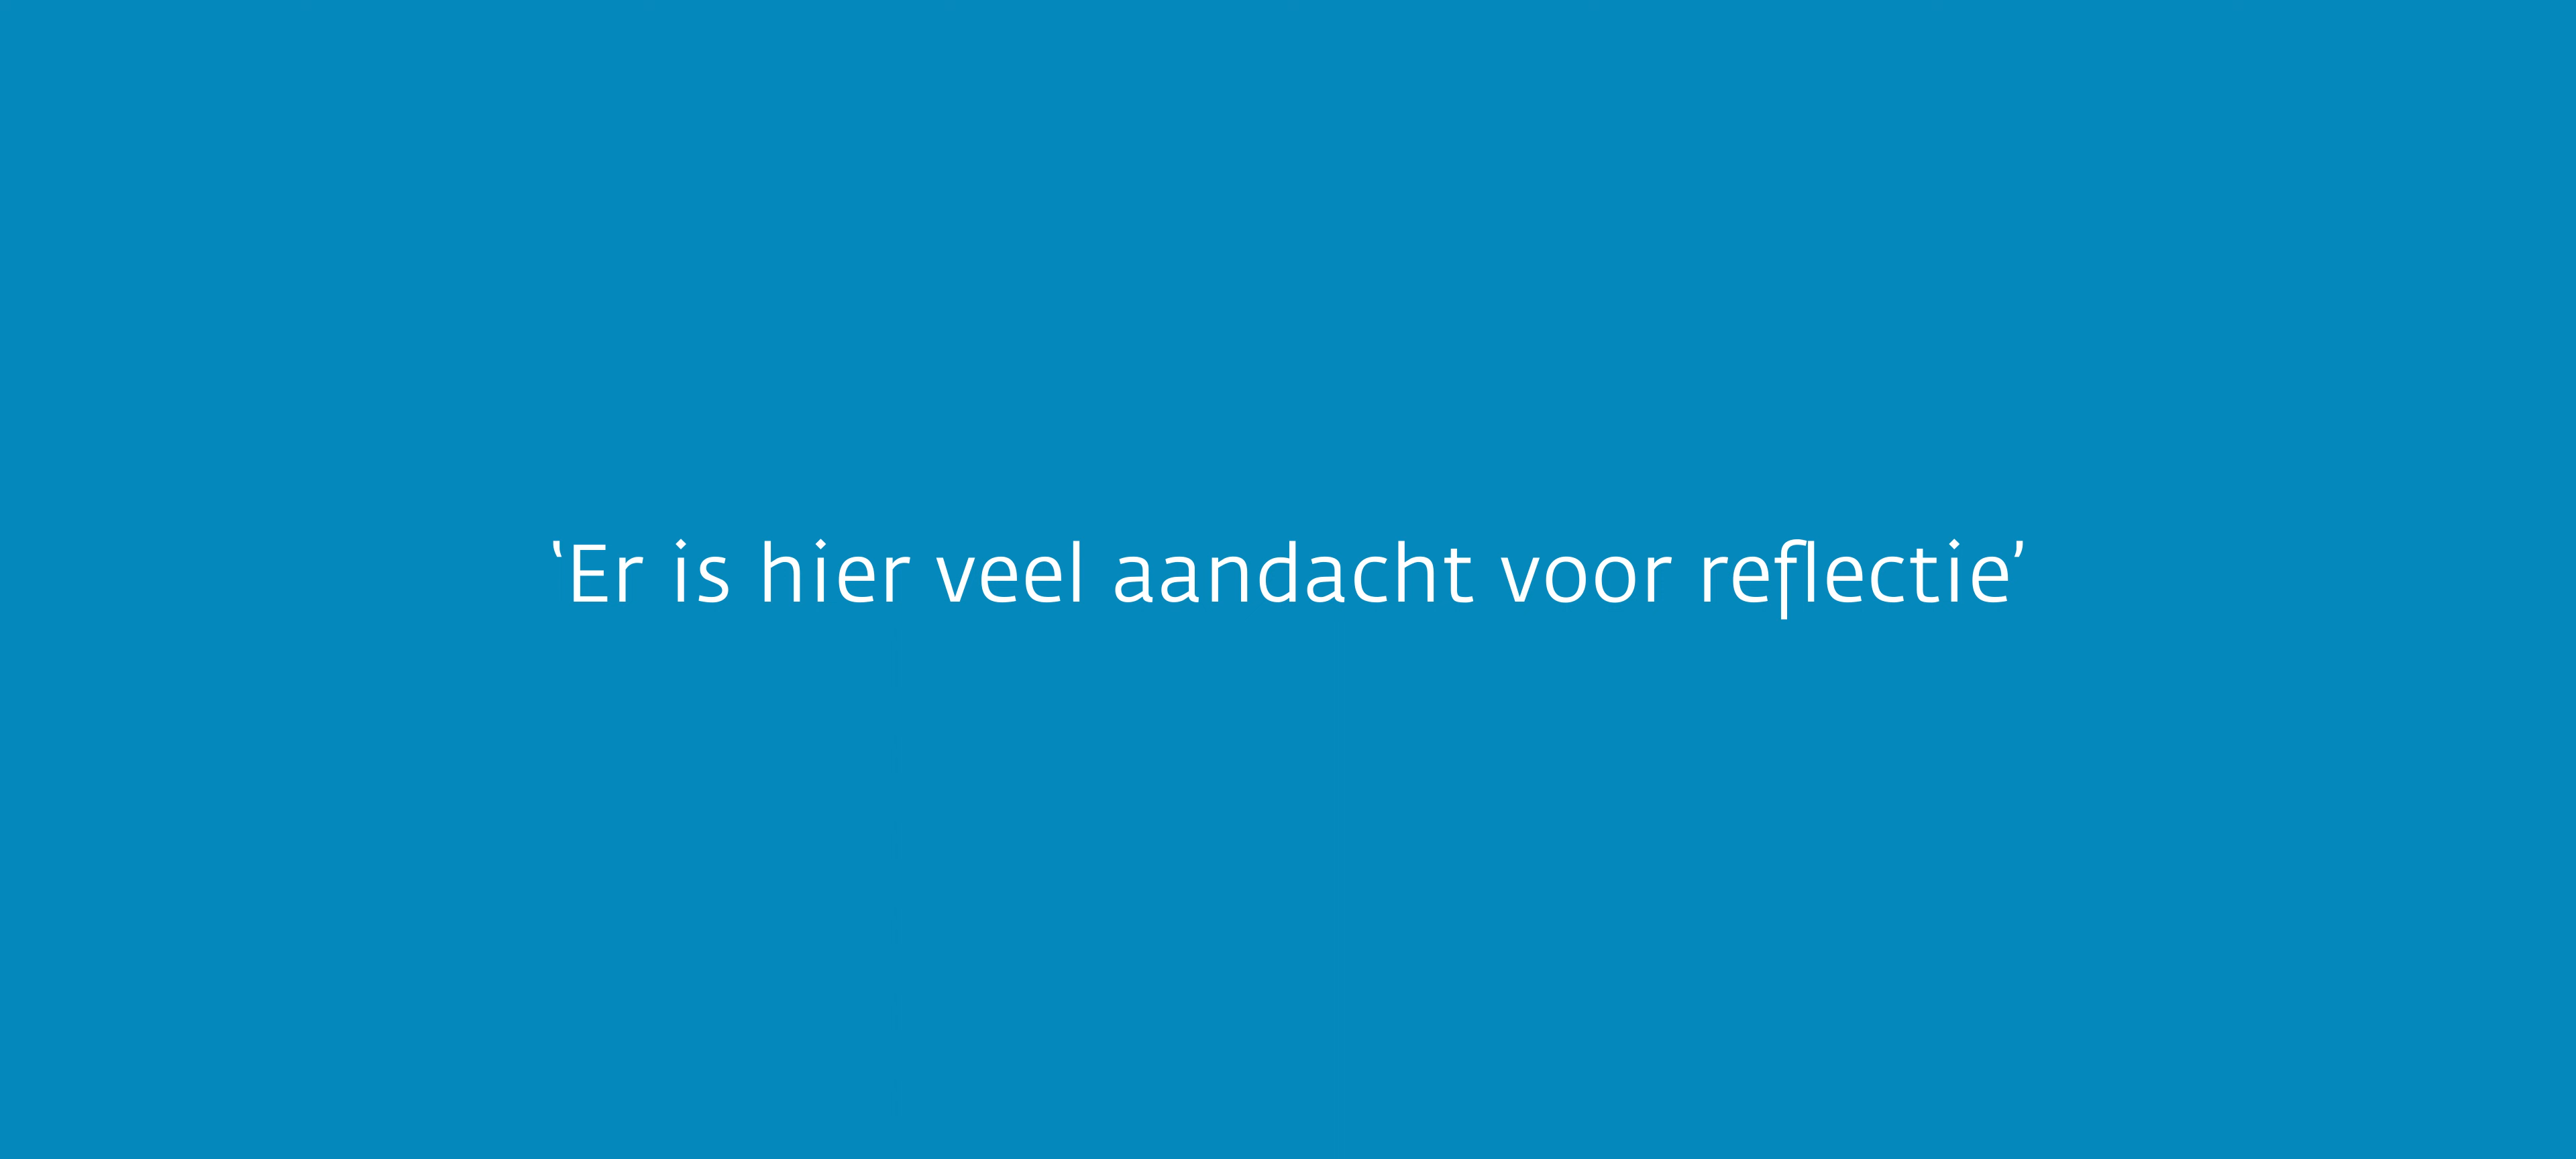 ‘Er is hier veel aandacht voor reflectie’